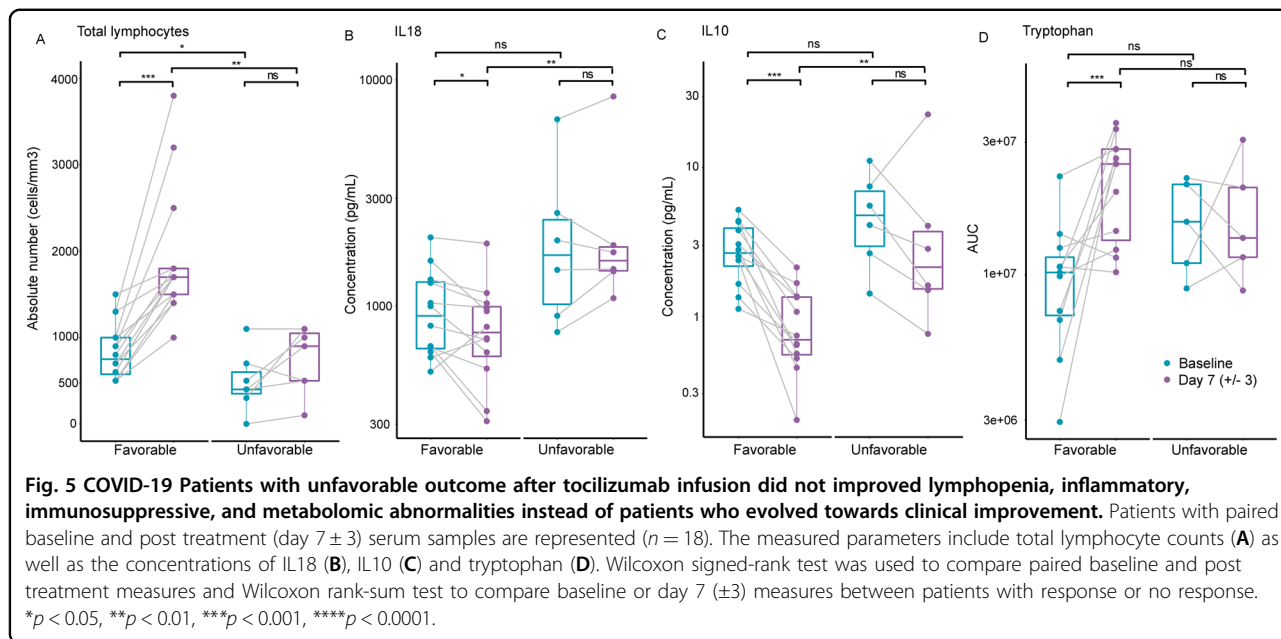 A Total lymphocytes
* ** *** ns
Absolute number (cells/mm3)
4000
3000
2000
1000
500
0
Favorable Unfavorable
B IL18
ns ** * ns
Concentration (pg/mL)
10000
3000
1000
300
Favorable Unfavorable
C IL10
ns ** *** ns
Concentration (pg/mL)
30
10
3
1
0.3
Favorable Unfavorable
D Tryptophan
ns ns *** ns
AUC
3e+07
1e+07
3e+06
Baseline
Day 7 (+/- 3)
Favorable Unfavorable
Fig. 5 COVID-19 Patients with unfavorable outcome after tocilizumab infusion did not improved lymphopenia, inflammatory,
immunosuppressive, and metabolomic abnormalities instead of patients who evolved towards clinical improvement. Patients with paired
baseline and post treatment (day 7 ± 3) serum samples are represented (n = 18). The measured parameters include total lymphocyte counts (A) as
well as the concentrations of IL18 (B), IL10 (C) and tryptophan (D). Wilcoxon signed-rank test was used to compare paired baseline and post
treatment measures and Wilcoxon rank-sum test to compare baseline or day 7 (±3) measures between patients with response or no response.
*p < 0.05, **p < 0.01, ***p < 0.001, ****p < 0.0001.